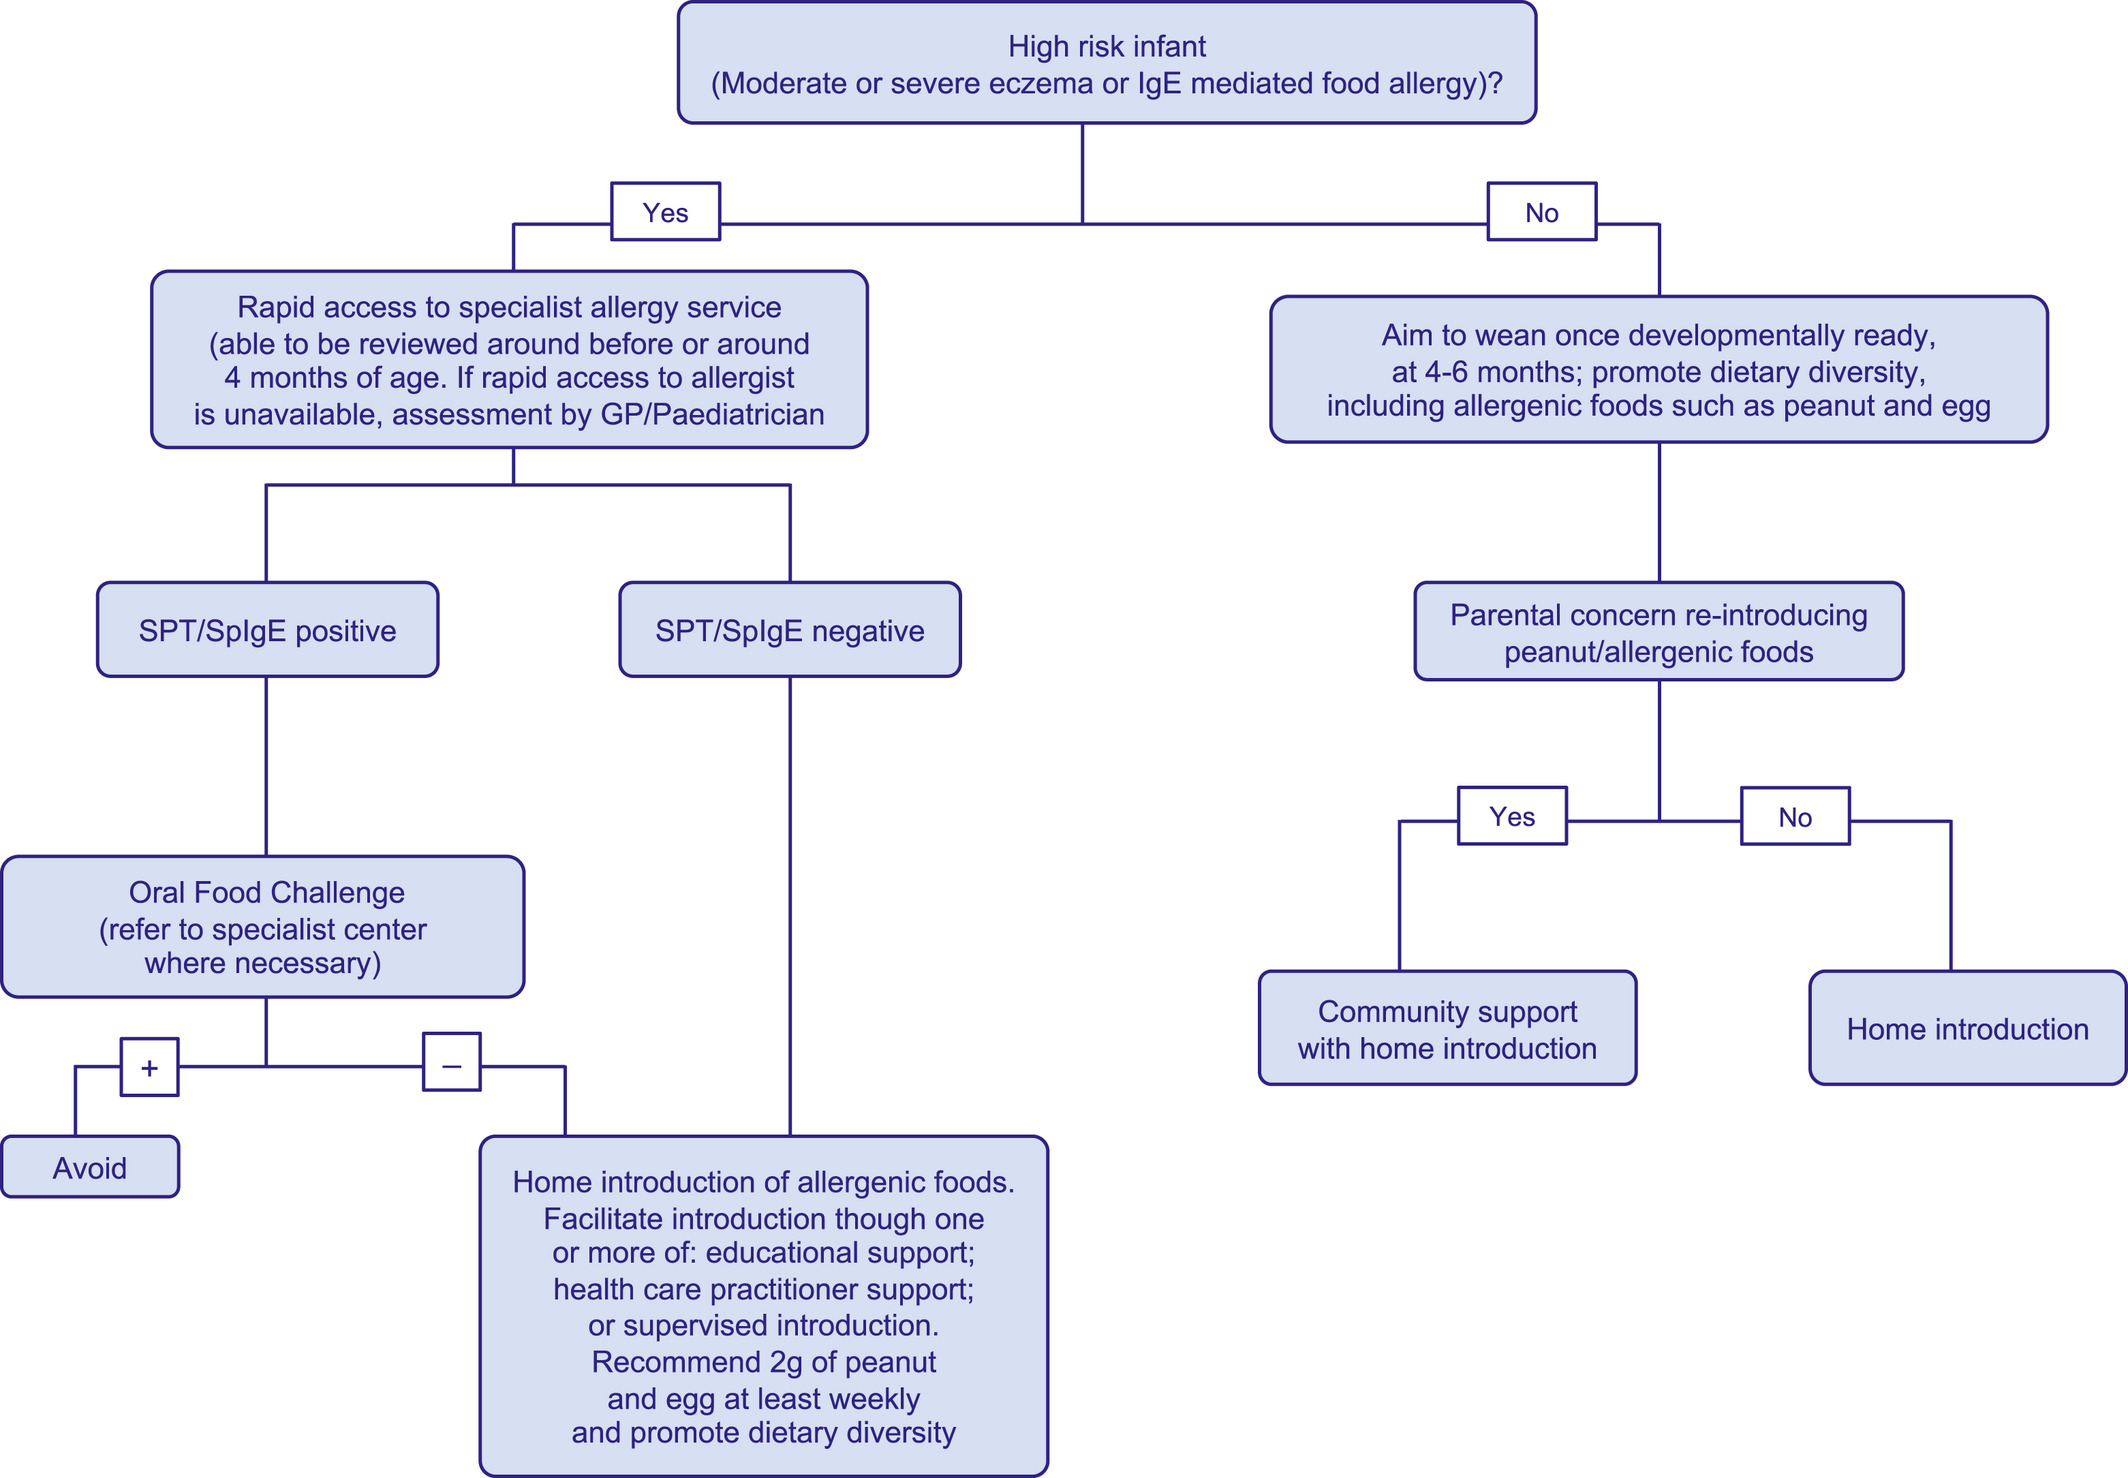 High risk infant
(Moderate or severe eczema or IgE mediated food allergy)?
Yes
No
Rapid access to specialist allergy service
(able to be reviewed around before or around
4 months of age. If rapid access to allergist
is unavailable, assessment by GP/Paediatrician
Aim to wean once developmentally ready,
at 4-6 months; promote dietary diversity,
including allergenic foods such as peanut and egg
SPT/SpIgE positive
SPT/SpIgE negative
Parental concern re-introducing
peanut/allergenic foods
Yes
No
Oral Food Challenge
(refer to specialist center
where necessary)
Community support
with home introduction
Home introduction
+
–
Avoid
Home introduction of allergenic foods.
Facilitate introduction though one
or more of: educational support;
health care practitioner support;
or supervised introduction.
Recommend 2g of peanut
and egg at least weekly
and promote dietary diversity